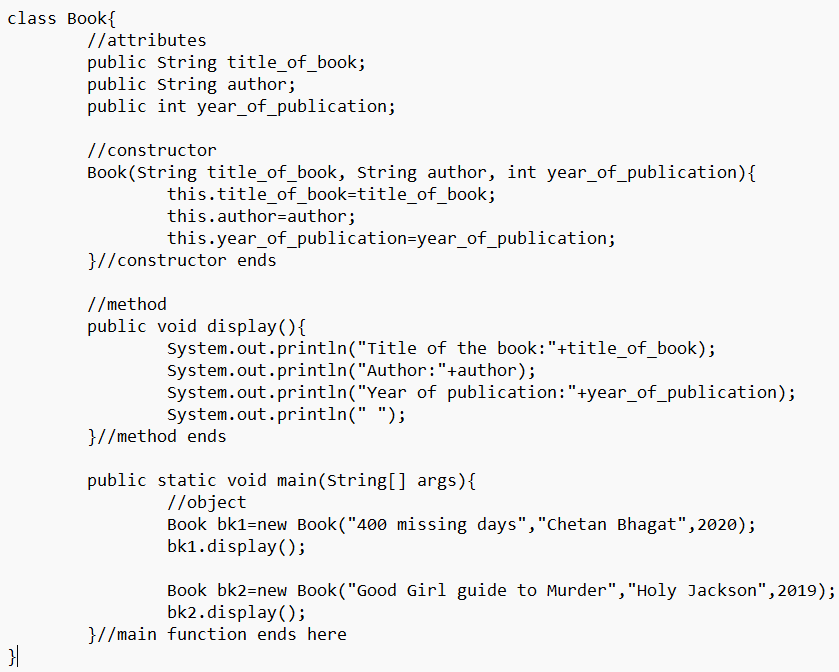 class Book{
        //attributes
        public String title_of_book;
        public String author;
        public int year_of_publication;

        //constructor
        Book(String title_of_book, String author, int year_of_publication){
                this.title_of_book=title_of_book;
                this.author=author;
                this.year_of_publication=year_of_publication;
        }//constructor ends

        //method
        public void display(){
                System.out.println("Title of the book:"+title_of_book);
                System.out.println("Author:"+author);
                System.out.println("Year of publication:"+year_of_publication);
                System.out.println(" ");
        }//method ends

        public static void main(String[] args){
                //object
                Book bk1=new Book("400 missing days","Chetan Bhagat",2020);
                bk1.display();

                Book bk2=new Book("Good Girl guide to Murder","Holy Jackson",2019);
                bk2.display();
        }//main function ends here
}